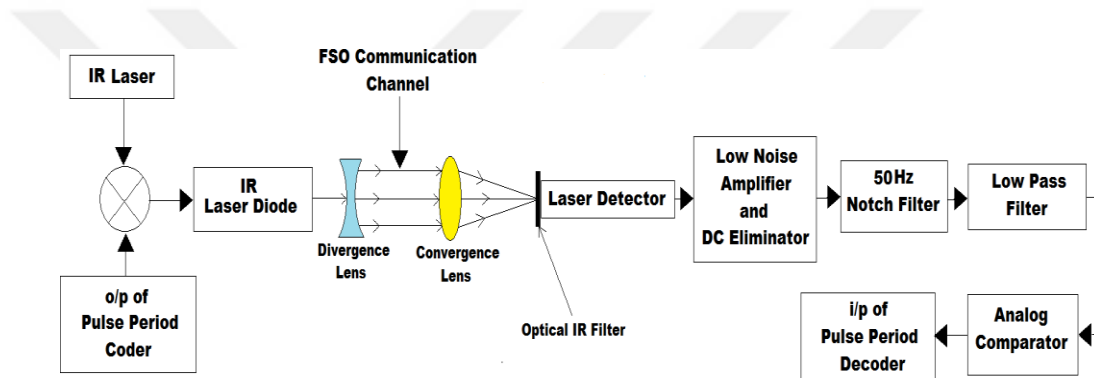 FSO Communication
Channel
IR Laser
IR
Laser Diode
o/p of
Pulse Period
Coder
Divergence
Lens
Convergence
Lens
Optical IR Filter
Laser Detector
Low Noise
Amplifier
and
DC Eliminator
50Hz
Notch Filter
Low Pass
Filter
Analog
Comparator
i/p of
Pulse Period
Decoder